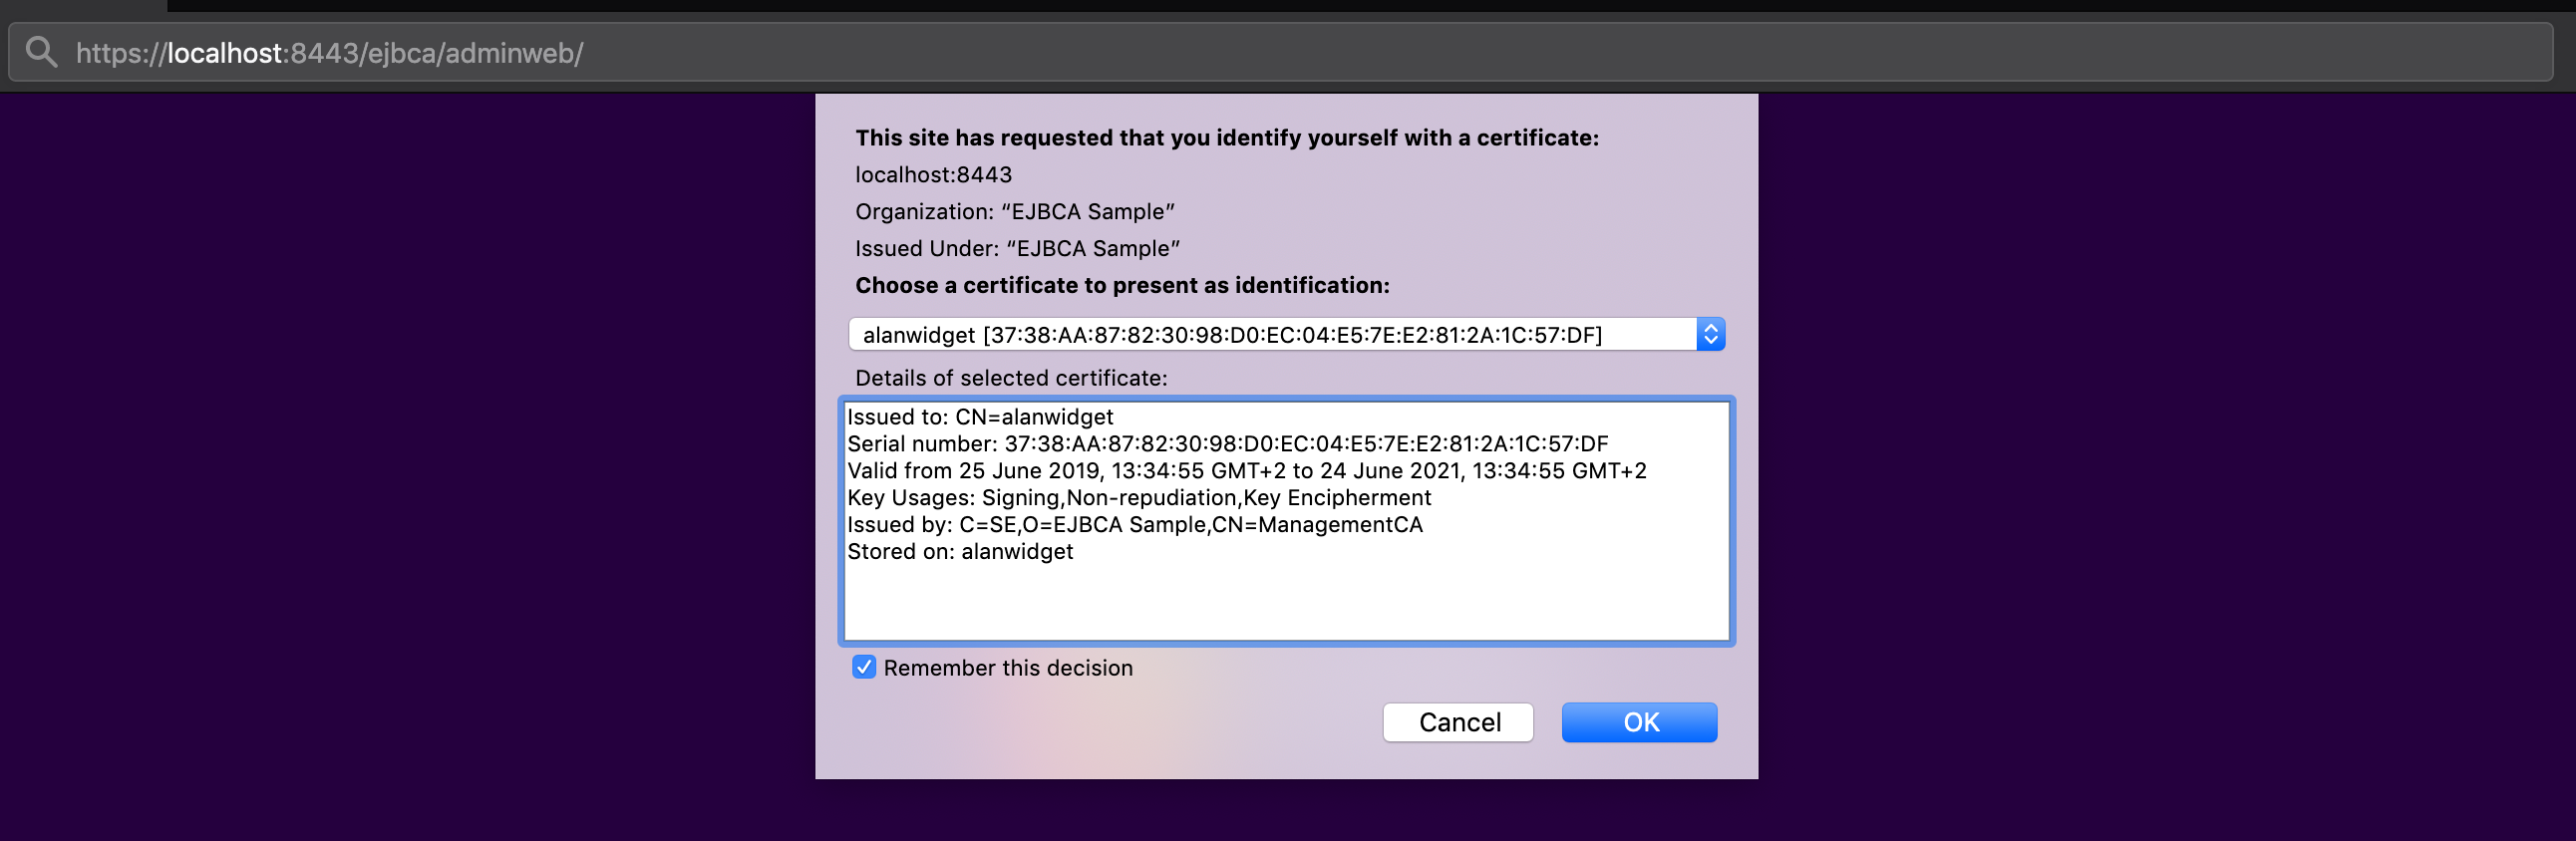 https://localhost:8443/ejbca/adminweb/
This site has requested that you identify yourself with a certificate:
localhost:8443
Organization: “EJBCA Sample”
Issued Under: “EJBCA Sample”
Choose a certificate to present as identification:
alanwidget [37:38:AA:87:82:30:98:D0:EC:04:E5:7E:E2:81:2A:1C:57:DF]
Details of selected certificate:
Issued to: CN=alanwidget
Serial number: 37:38:AA:87:82:30:98:D0:EC:04:E5:7E:E2:81:2A:1C:57:DF
Valid from 25 June 2019, 13:34:55 GMT+2 to 24 June 2021, 13:34:55 GMT+2
Key Usages: Signing,Non-repudiation,Key Encipherment
Issued by: C=SE,O=EJBCA Sample,CN=ManagementCA
Stored on: alanwidget
Remember this decision
Cancel OK